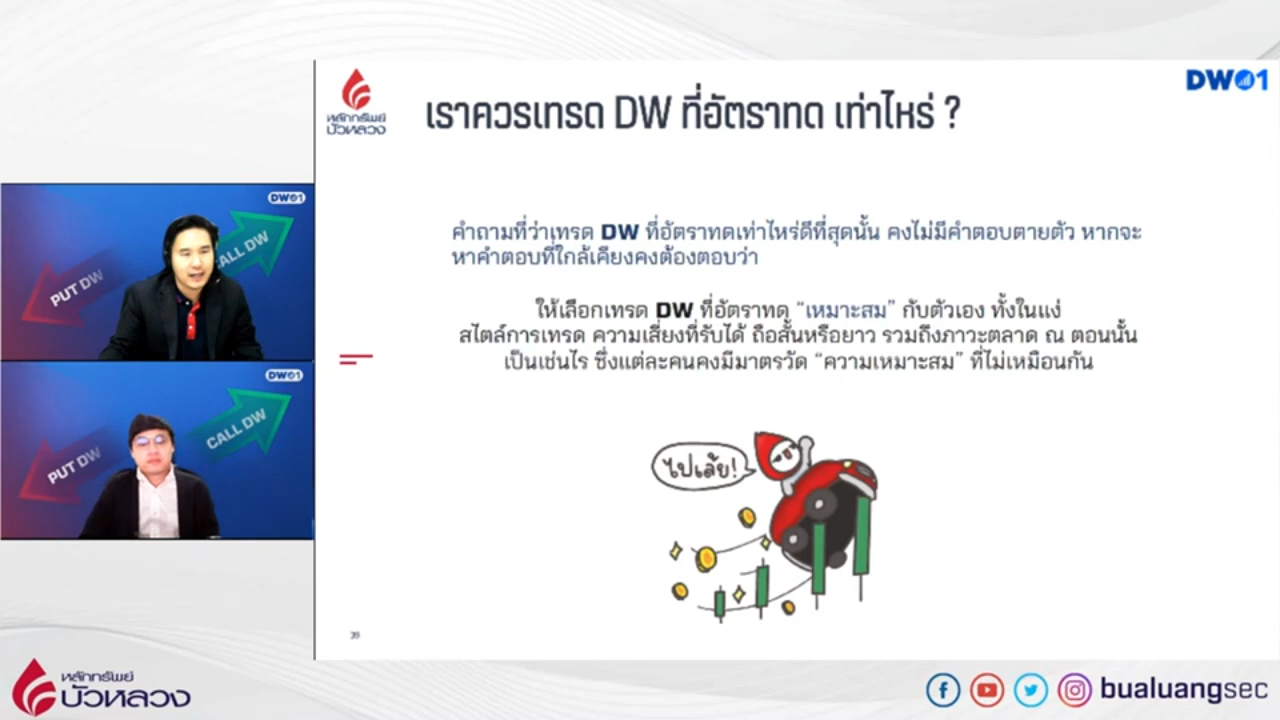 หลักทรัพย์
บัวหลวง
DW01
เราควรเทรด DW ที่อัตราทด เท่าไหร่ ?
คำถามที่ว่าเทรด DW ที่อัตราทดเท่าไหร่ดีที่สุดนั้น คงไม่มีคำตอบตายตัว หากจะ
หาคำตอบที่ใกล้เคียงคงต้องตอบว่า
ให้เลือกเทรด DW ที่อัตราทด “เหมาะสม” กับตัวเอง ทั้งในแง่
สไตล์การเทรด ความเสี่ยงที่รับได้ ถือสั้นหรือยาว รวมถึงภาวะตลาด ณ ตอนนั้น
เป็นเช่นไร ซึ่งแต่ละคนคงมีมาตรวัด “ความเหมาะสม” ที่ไม่เหมือนกัน
ไปเล้ย!
39
DW01
PUT DW
CALL DW
DW01
PUT DW
CALL DW
หลักทรัพย์
บัวหลวง
bualuangsec